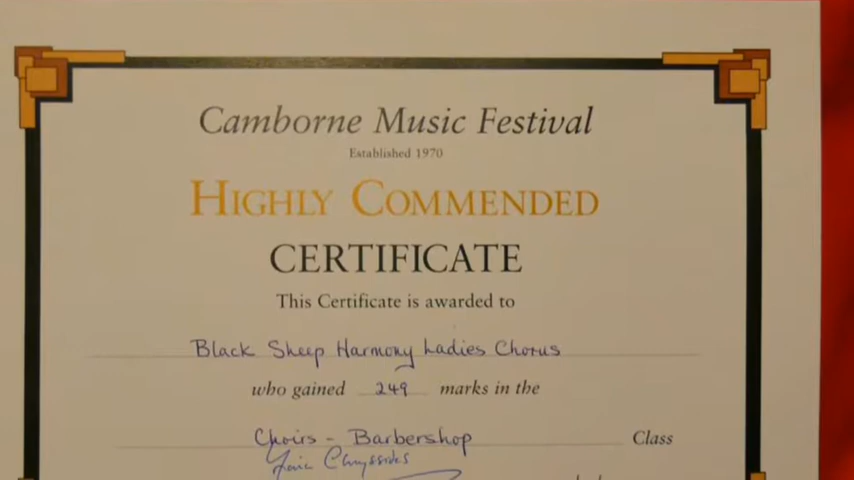 Camborne Music Festival
Established 1970
HIGHLY COMMENDED
CERTIFICATE
This Certificate is awarded to
Black Sheep Harmony Ladies Chorus
who gained 249 marks in the
Choirs - Barbershop Class